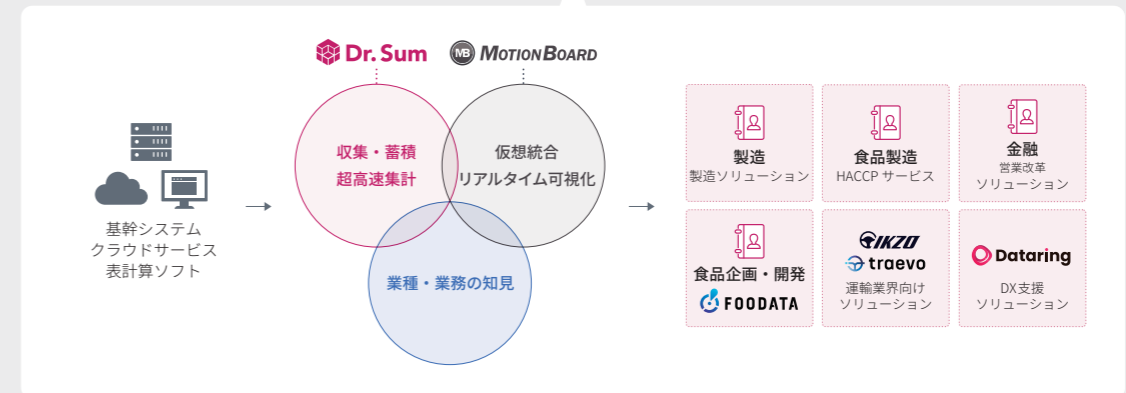 Dr. Sum
MB MOTIONBOARD
基幹システム
クラウドサービス
表計算ソフト
収集・蓄積
超高速集計
仮想統合
リアルタイム可視化
業種・業務の知見
製造
製造ソリューション
食品製造
HACCP サービス
金融
営業改革
ソリューション
食品企画・開発
FOODATA
IKZO
traevo
運輸業界向け
ソリューション
Dataring
DX支援
ソリューション